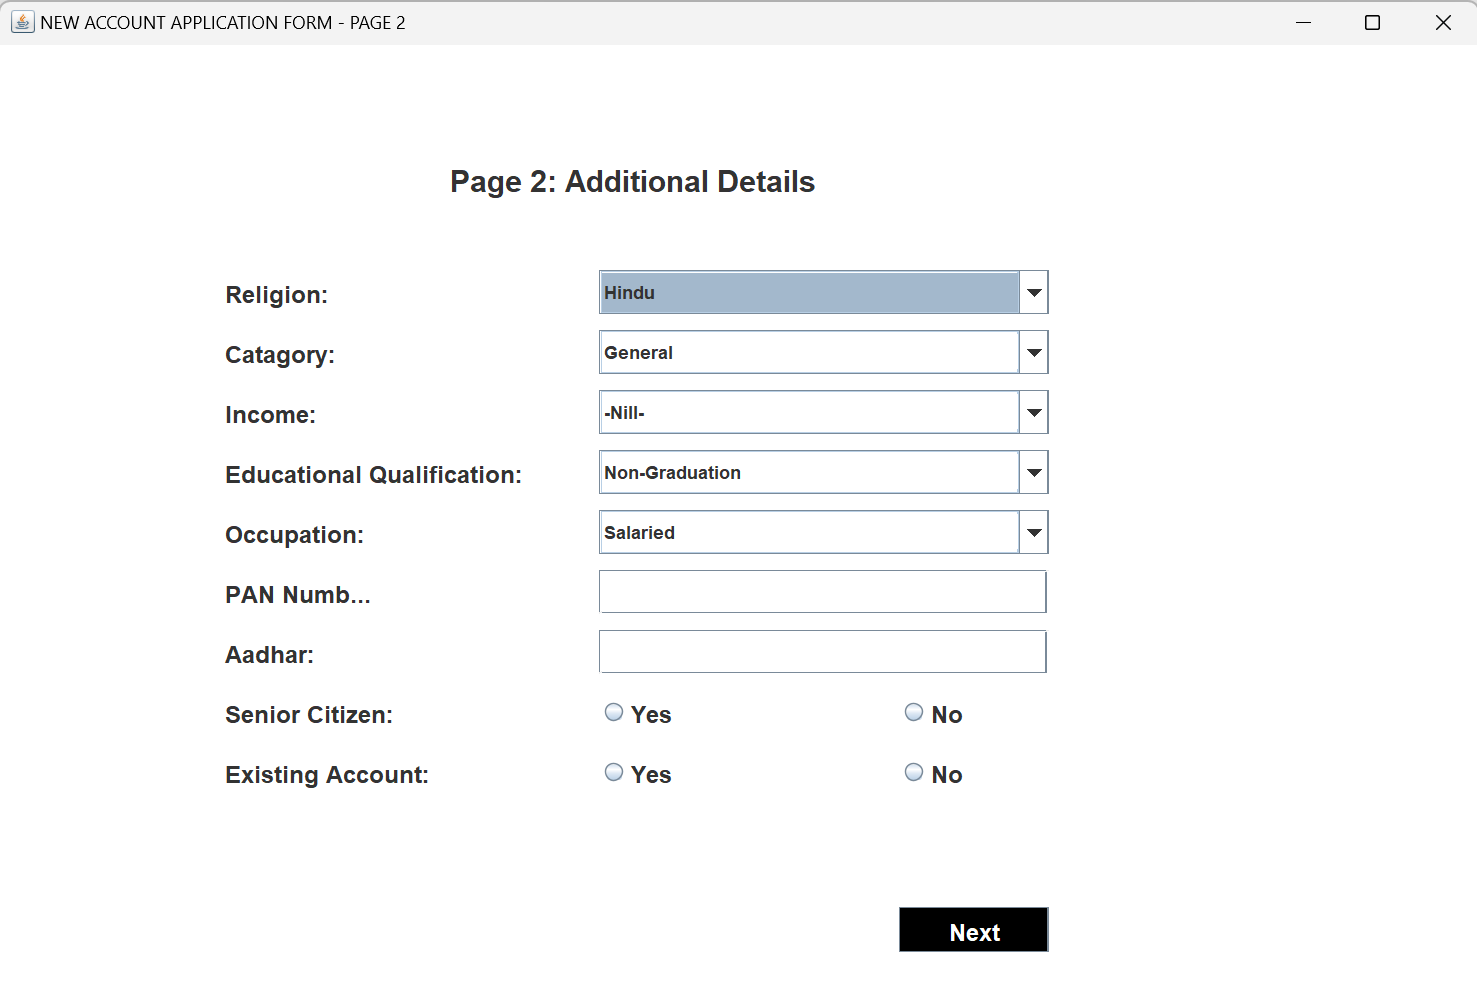 NEW ACCOUNT APPLICATION FORM - PAGE 2
Page 2: Additional Details
Religion: Hindu
Catagory: General
Income: -Nill-
Educational Qualification: Non-Graduation
Occupation: Salaried
PAN Numb...
Aadhar:
Senior Citizen: Yes No
Existing Account: Yes No
Next